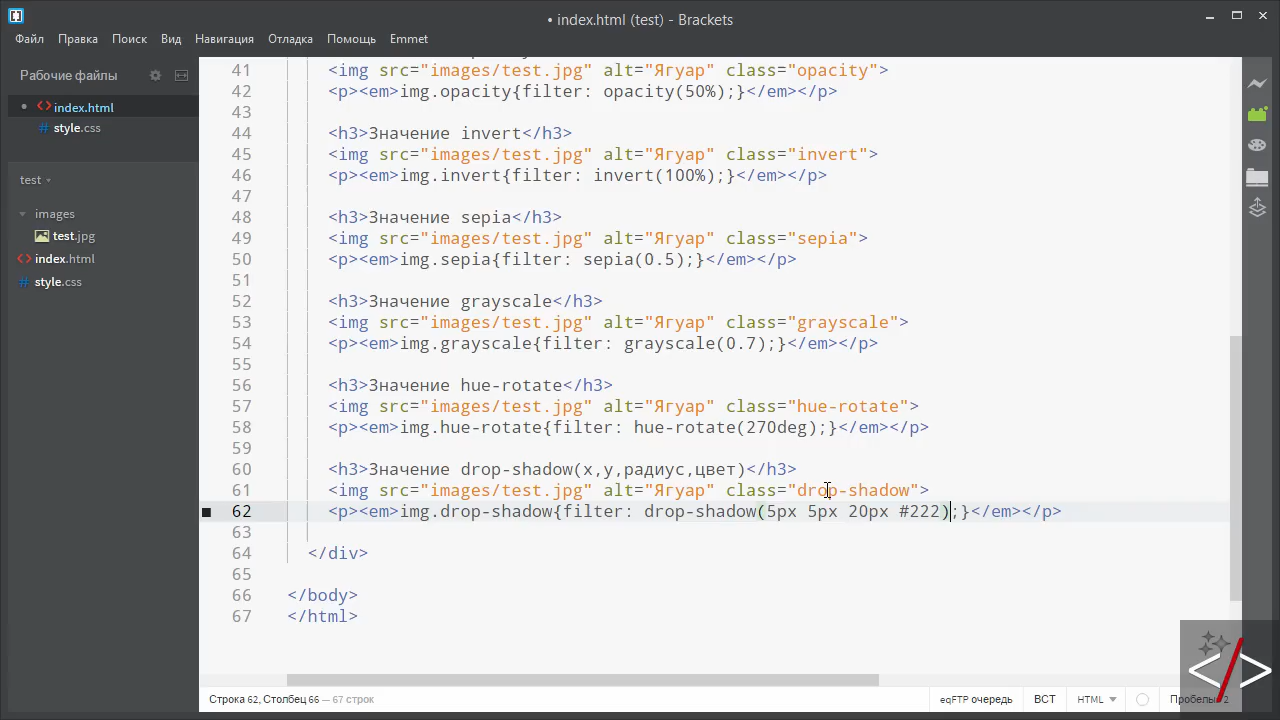 • index.html (test) - Brackets
Файл Правка Поиск Вид Навигация Отладка Помощь Emmet
Рабочие файлы
• <> index.html
# style.css
test
images
test.jpg
<> index.html
# style.css
41 <img src="images/test.jpg" alt="Ягуар" class="opacity">
42 <p><em>img.opacity{filter: opacity(50%);}</em></p>
43
44 <h3>Значение invert</h3>
45 <img src="images/test.jpg" alt="Ягуар" class="invert">
46 <p><em>img.invert{filter: invert(100%);}</em></p>
47
48 <h3>Значение sepia</h3>
49 <img src="images/test.jpg" alt="Ягуар" class="sepia">
50 <p><em>img.sepia{filter: sepia(0.5);}</em></p>
51
52 <h3>Значение grayscale</h3>
53 <img src="images/test.jpg" alt="Ягуар" class="grayscale">
54 <p><em>img.grayscale{filter: grayscale(0.7);}</em></p>
55
56 <h3>Значение hue-rotate</h3>
57 <img src="images/test.jpg" alt="Ягуар" class="hue-rotate">
58 <p><em>img.hue-rotate{filter: hue-rotate(270deg);}</em></p>
59
60 <h3>Значение drop-shadow(x,y,радиус,цвет)</h3>
61 <img src="images/test.jpg" alt="Ягуар" class="drop-shadow">
62 <p><em>img.drop-shadow{filter: drop-shadow(5px 5px 20px #222);}</em></p>
63
64 </div>
65
66 </body>
67 </html>
Строка 62, Столбец 66 — 67 строк
eqFTP очередь ВСТ HTML Пробелы: 2
</>